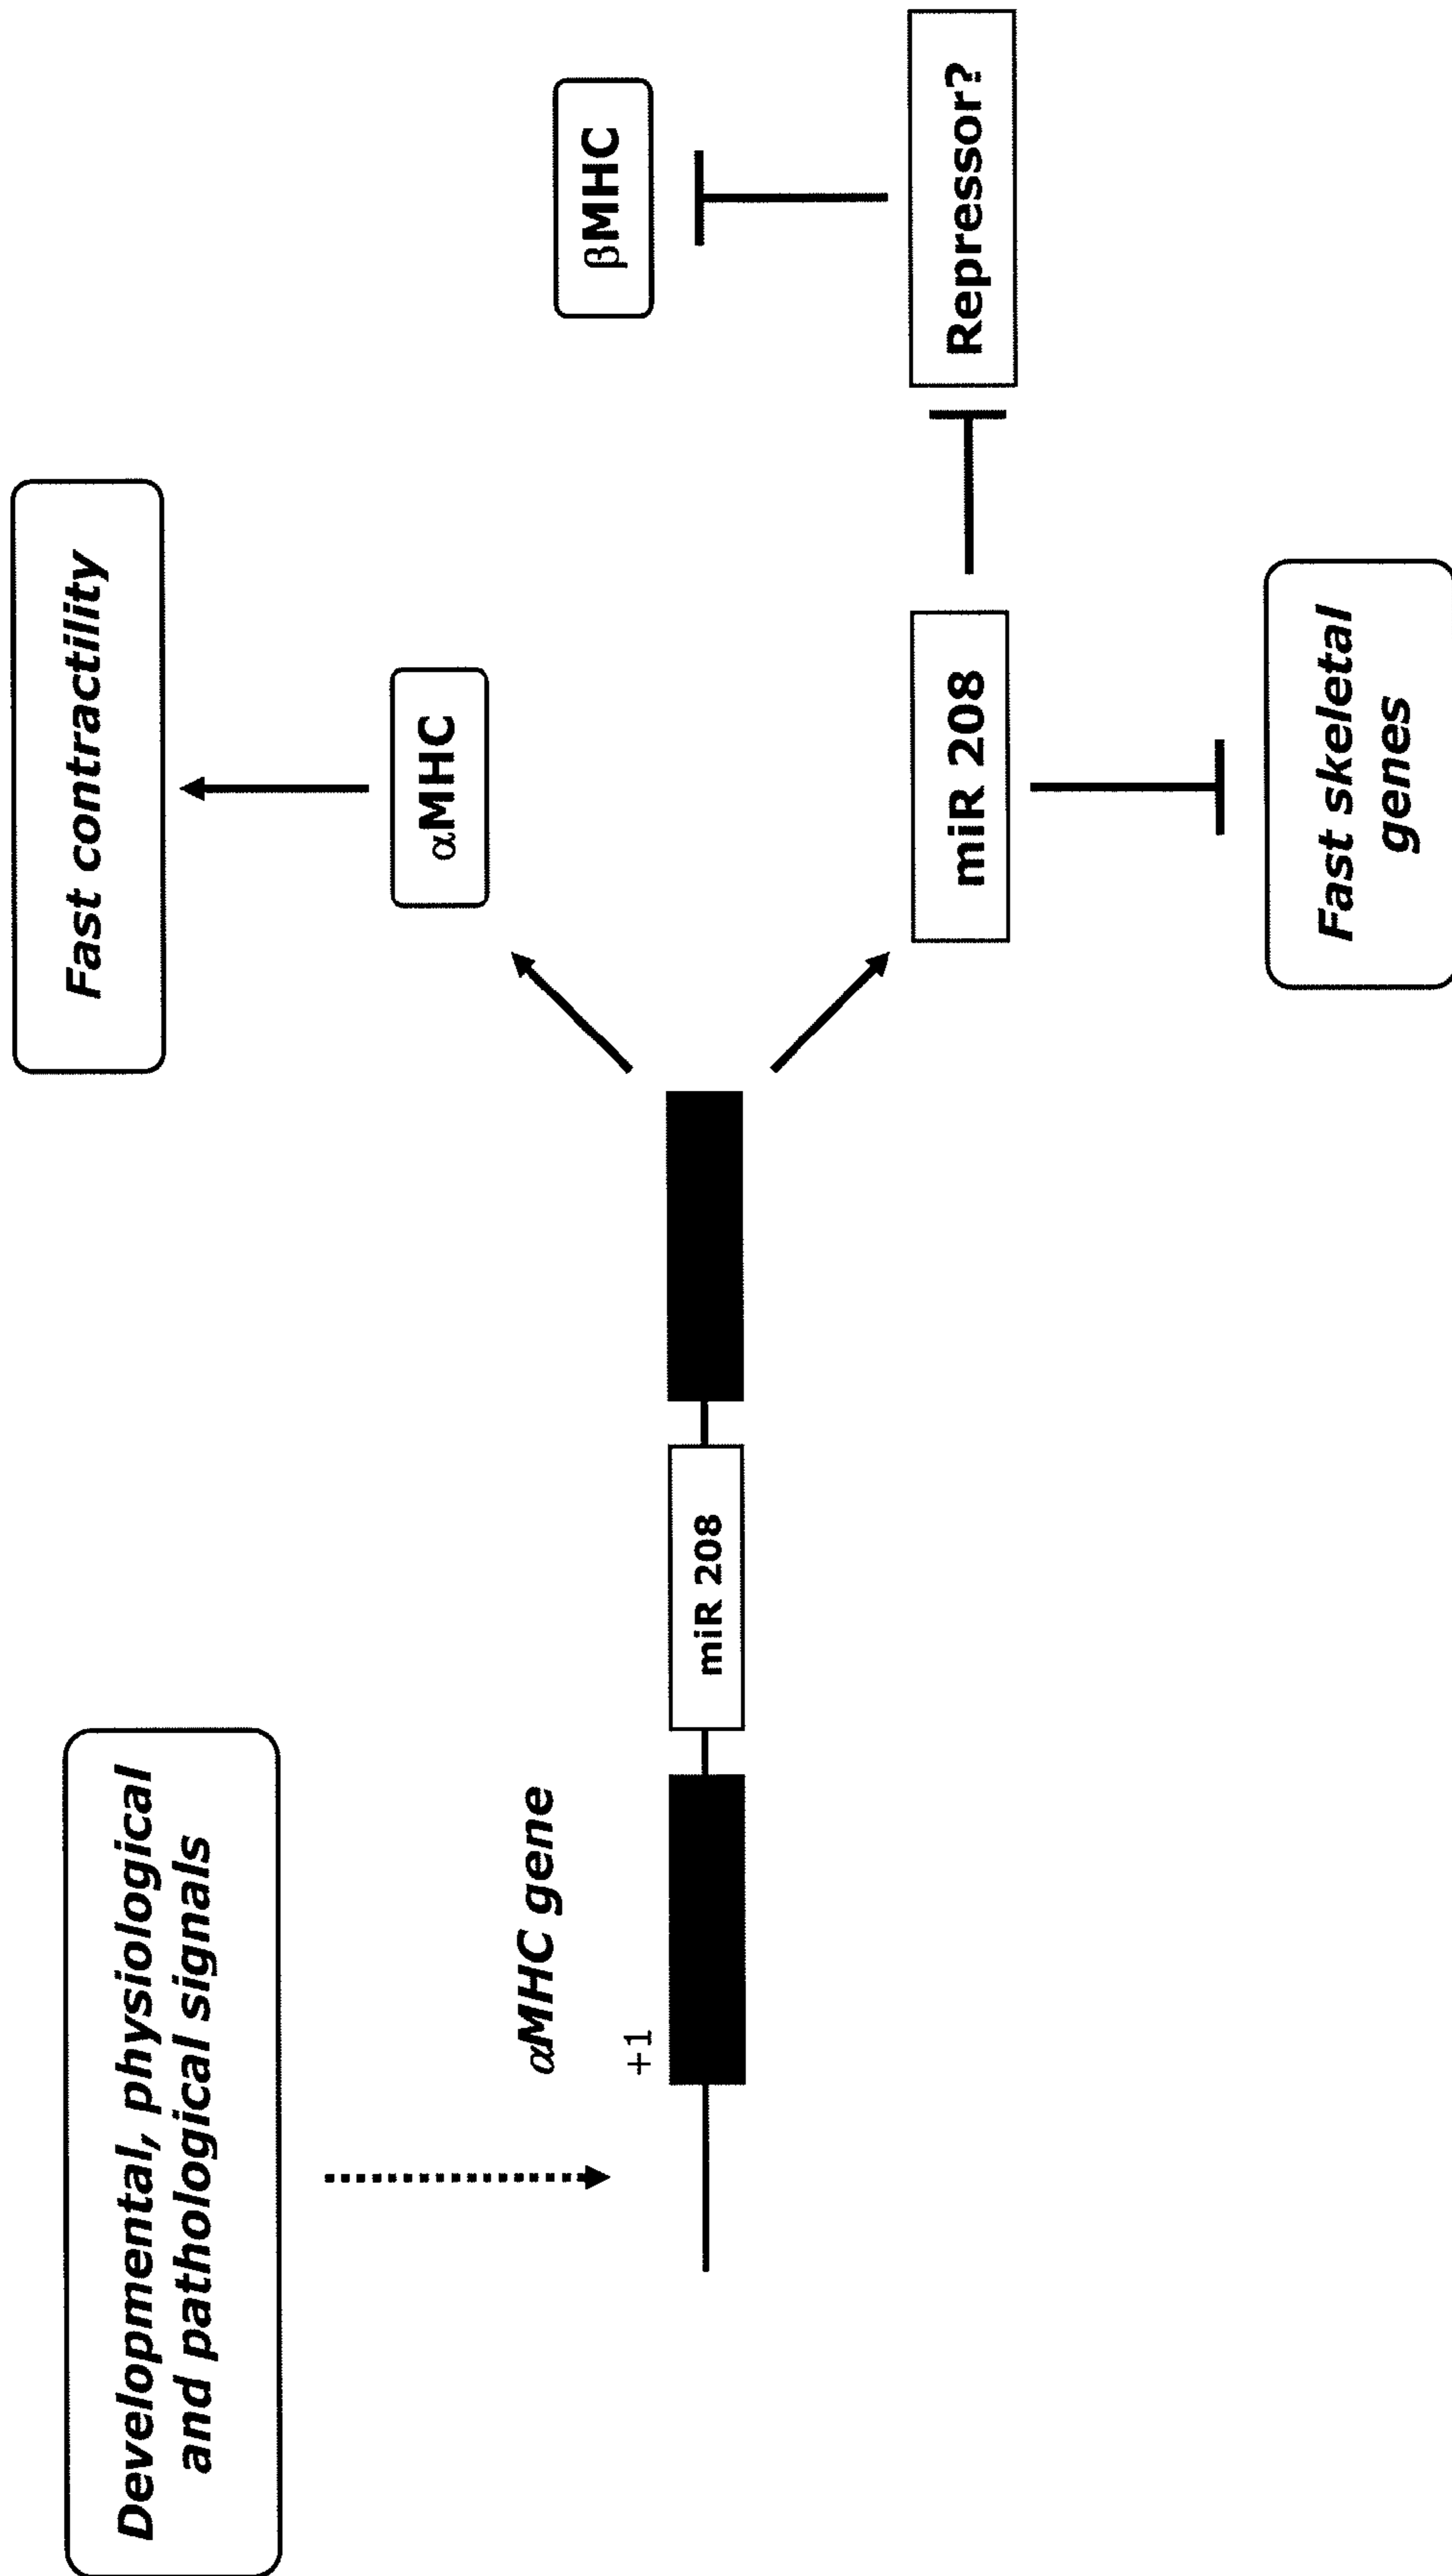 Developmental, physiological
and pathological signals
αMHC gene
+1
miR 208
Fast contractility
αMHC
βMHC
miR 208
Repressor?
Fast skeletal
genes